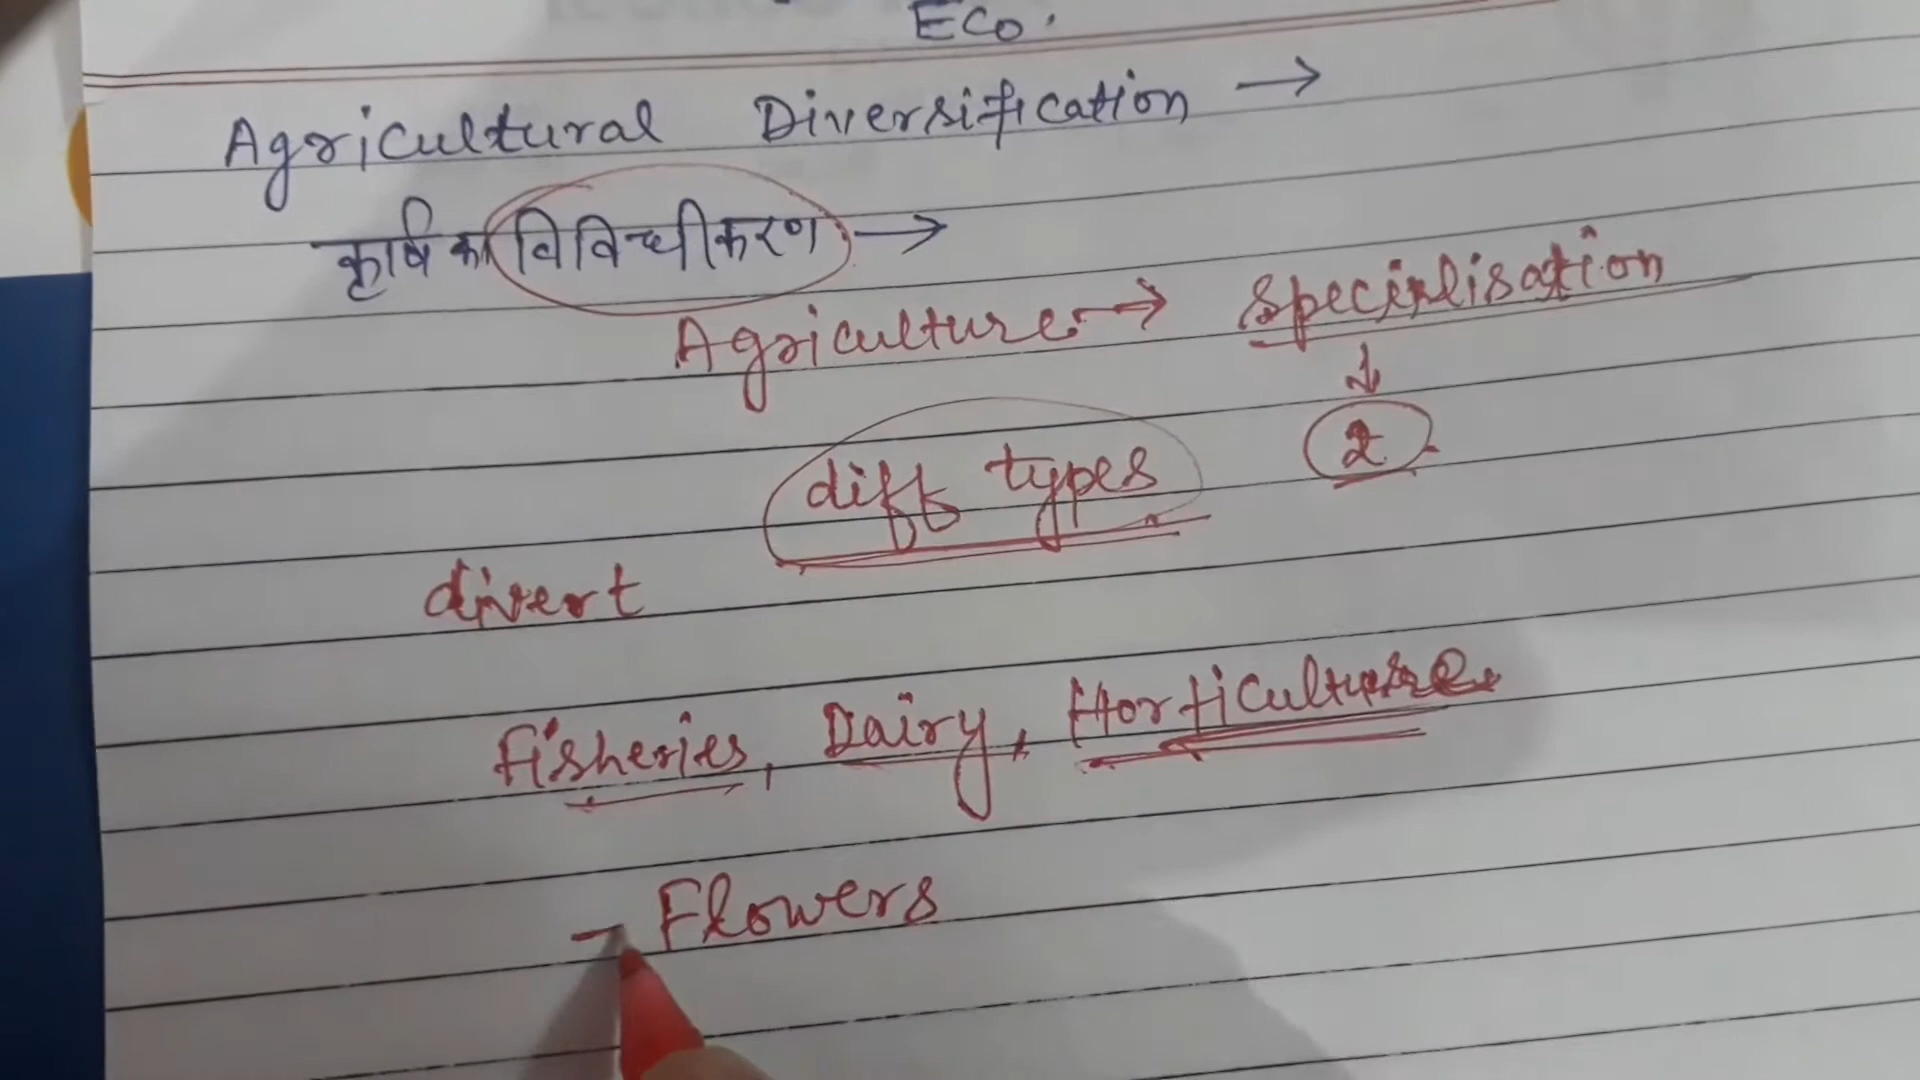 Eco.
Agricultural Diversification →
कृषि का विविधीकरण →
Agriculture → specialisation
↓
diff types 2
divert
Fisheries, Dairy, Horticulture
- Flowers